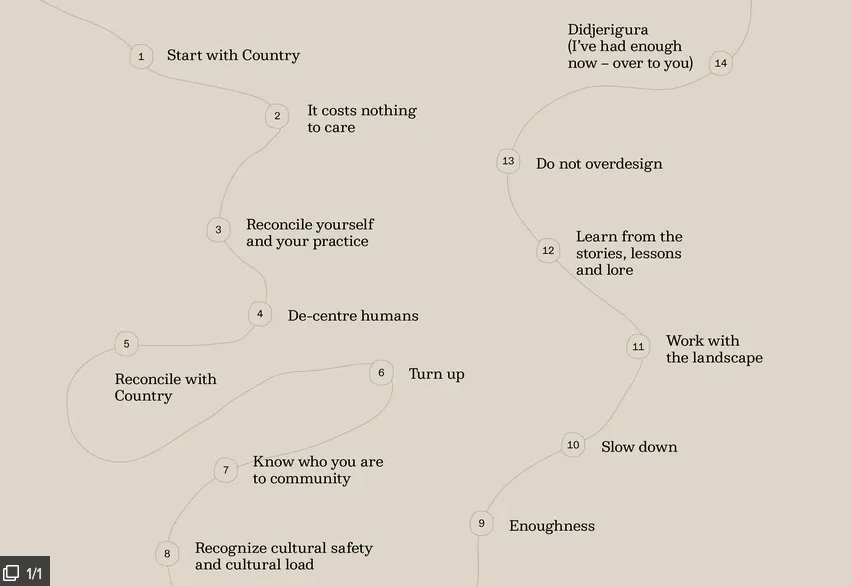 1
Start with Country
2
It costs nothing
to care
3
Reconcile yourself
and your practice
4
De-centre humans
5
Reconcile with
Country
6
Turn up
7
Know who you are
to community
8
Recognize cultural safety
and cultural load
9
Enoughness
10
Slow down
11
Work with
the landscape
12
Learn from the
stories, lessons
and lore
13
Do not overdesign
14
Didjerigura
(I’ve had enough
now – over to you)
1/1